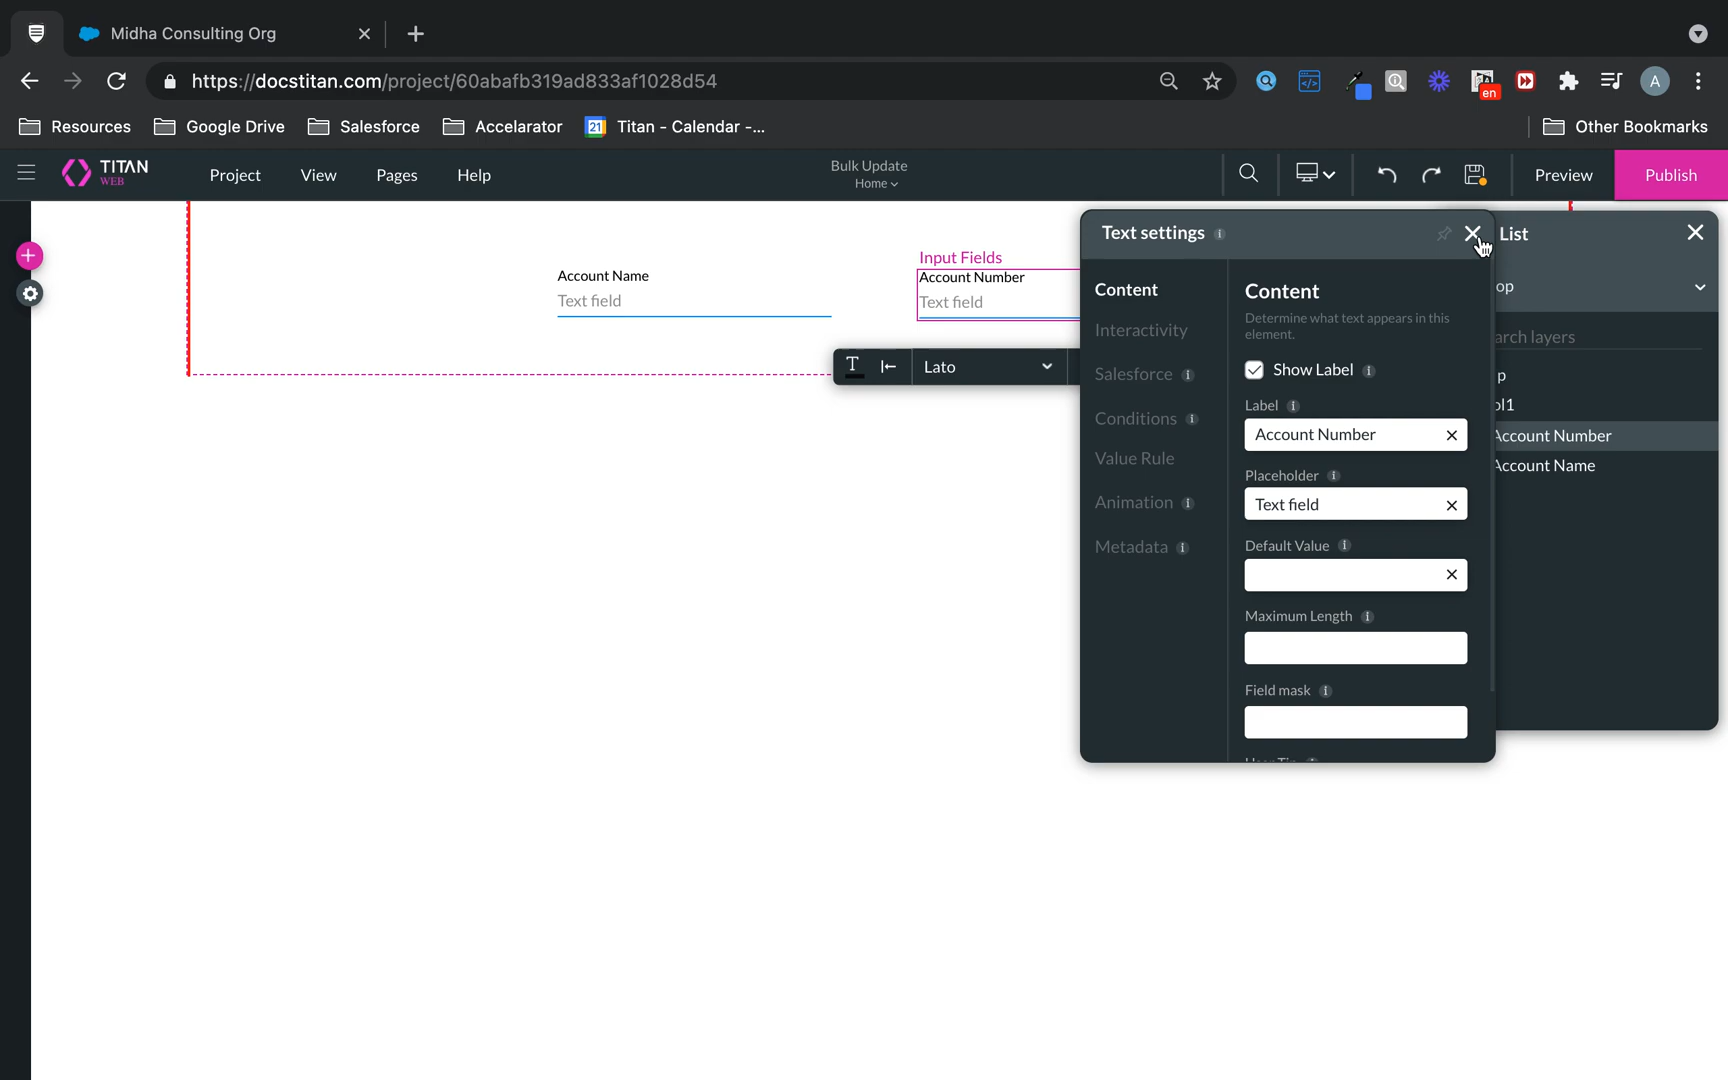 Midha Consulting Org
https://docstitan.com/project/60abafb319ad833af1028d54
en
A
Resources
Google Drive
Salesforce
Accelarator
21
Titan - Calendar -...
Other Bookmarks
TITAN
WEB
Project
View
Pages
Help
Bulk Update
Home
Preview
Publish
Account Name
Text field
Input Fields
Account Number
Text field
T
Lato
Text settings
Content
Interactivity
Salesforce
Conditions
Value Rule
Animation
Metadata
Content
Determine what text appears in this
element.
Show Label
Label
Account Number
Placeholder
Text field
Default Value
Maximum Length
Field mask
List
op
arch layers
p
ol1
Account Number
Account Name